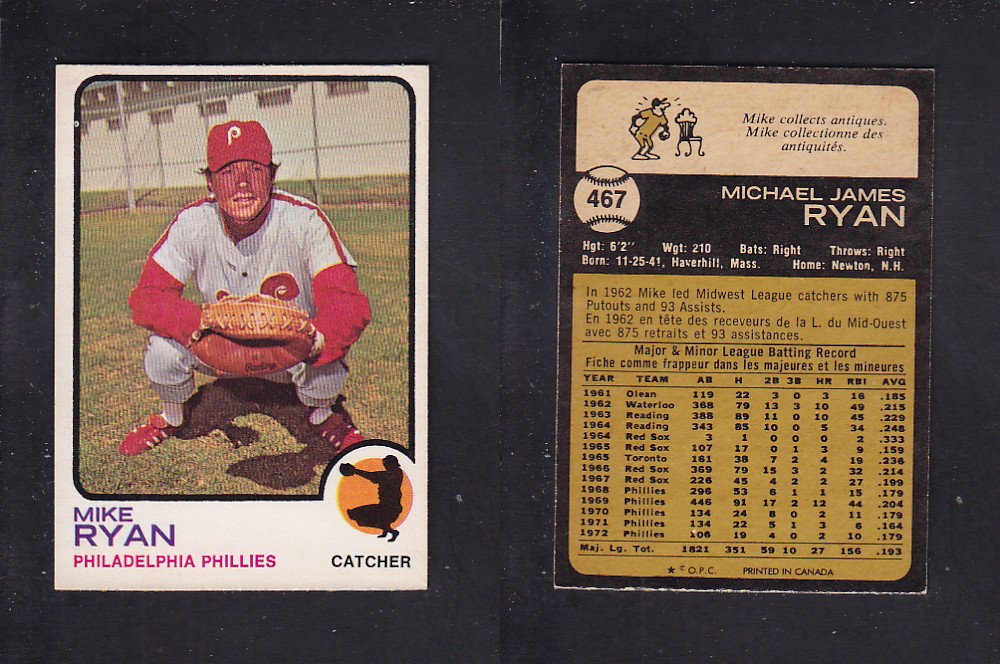 P
P
Rawlings
MIKE
RYAN
PHILADELPHIA PHILLIES
CATCHER
Mike collects antiques.
Mike collectionne des
antiquités.
467
MICHAEL JAMES
RYAN
Hgt: 6'2" Wgt: 210 Bats: Right Throws: Right
Born: 11-25-41, Haverhill, Mass. Home: Newton, N.H.
In 1962 Mike led Midwest League catchers with 875
Putouts and 93 Assists.
En 1962 en tête des receveurs de la L. du Mid-Ouest
avec 875 retraits et 93 assistances.
Major & Minor League Batting Record
Fiche comme frappeur dans les majeures et les mineures
YEAR TEAM AB H 2B 3B HR RBI AVG
1961 Olean 119 22 3 0 3 16 .185
1962 Waterloo 368 79 13 3 10 49 .215
1963 Reading 388 89 11 0 10 45 .229
1964 Reading 343 85 10 0 5 34 .248
1964 Red Sox 3 1 0 0 0 2 .333
1965 Red Sox 107 17 0 1 3 9 .159
1965 Toronto 161 38 7 2 4 19 .236
1966 Red Sox 369 79 15 3 2 32 .214
1967 Red Sox 226 45 4 2 2 27 .199
1968 Phillies 296 53 6 1 1 15 .179
1969 Phillies 446 91 17 2 12 44 .204
1970 Phillies 134 24 8 0 2 11 .179
1971 Phillies 134 22 5 1 3 6 .164
1972 Phillies 106 19 4 0 2 10 .179
Maj. Lg. Tot. 1821 351 59 10 27 156 .193
★ © O.P.C. PRINTED IN CANADA